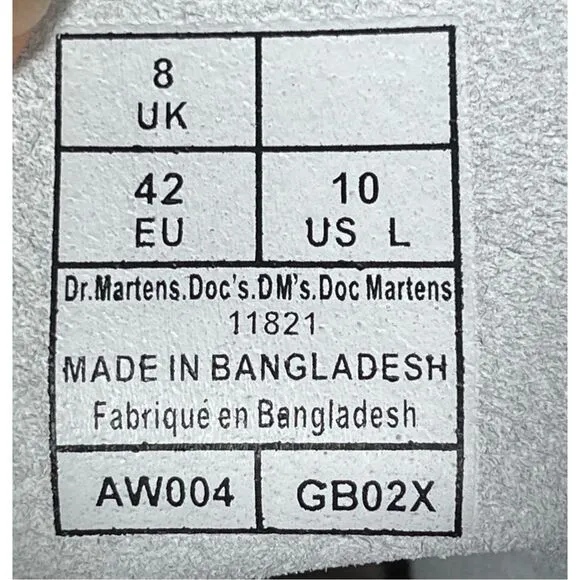 8
UK
42
EU
10
US L
Dr.Martens.Doc's.DM's.Doc Martens
11821
MADE IN BANGLADESH
Fabriqué en Bangladesh
AW004
GB02X